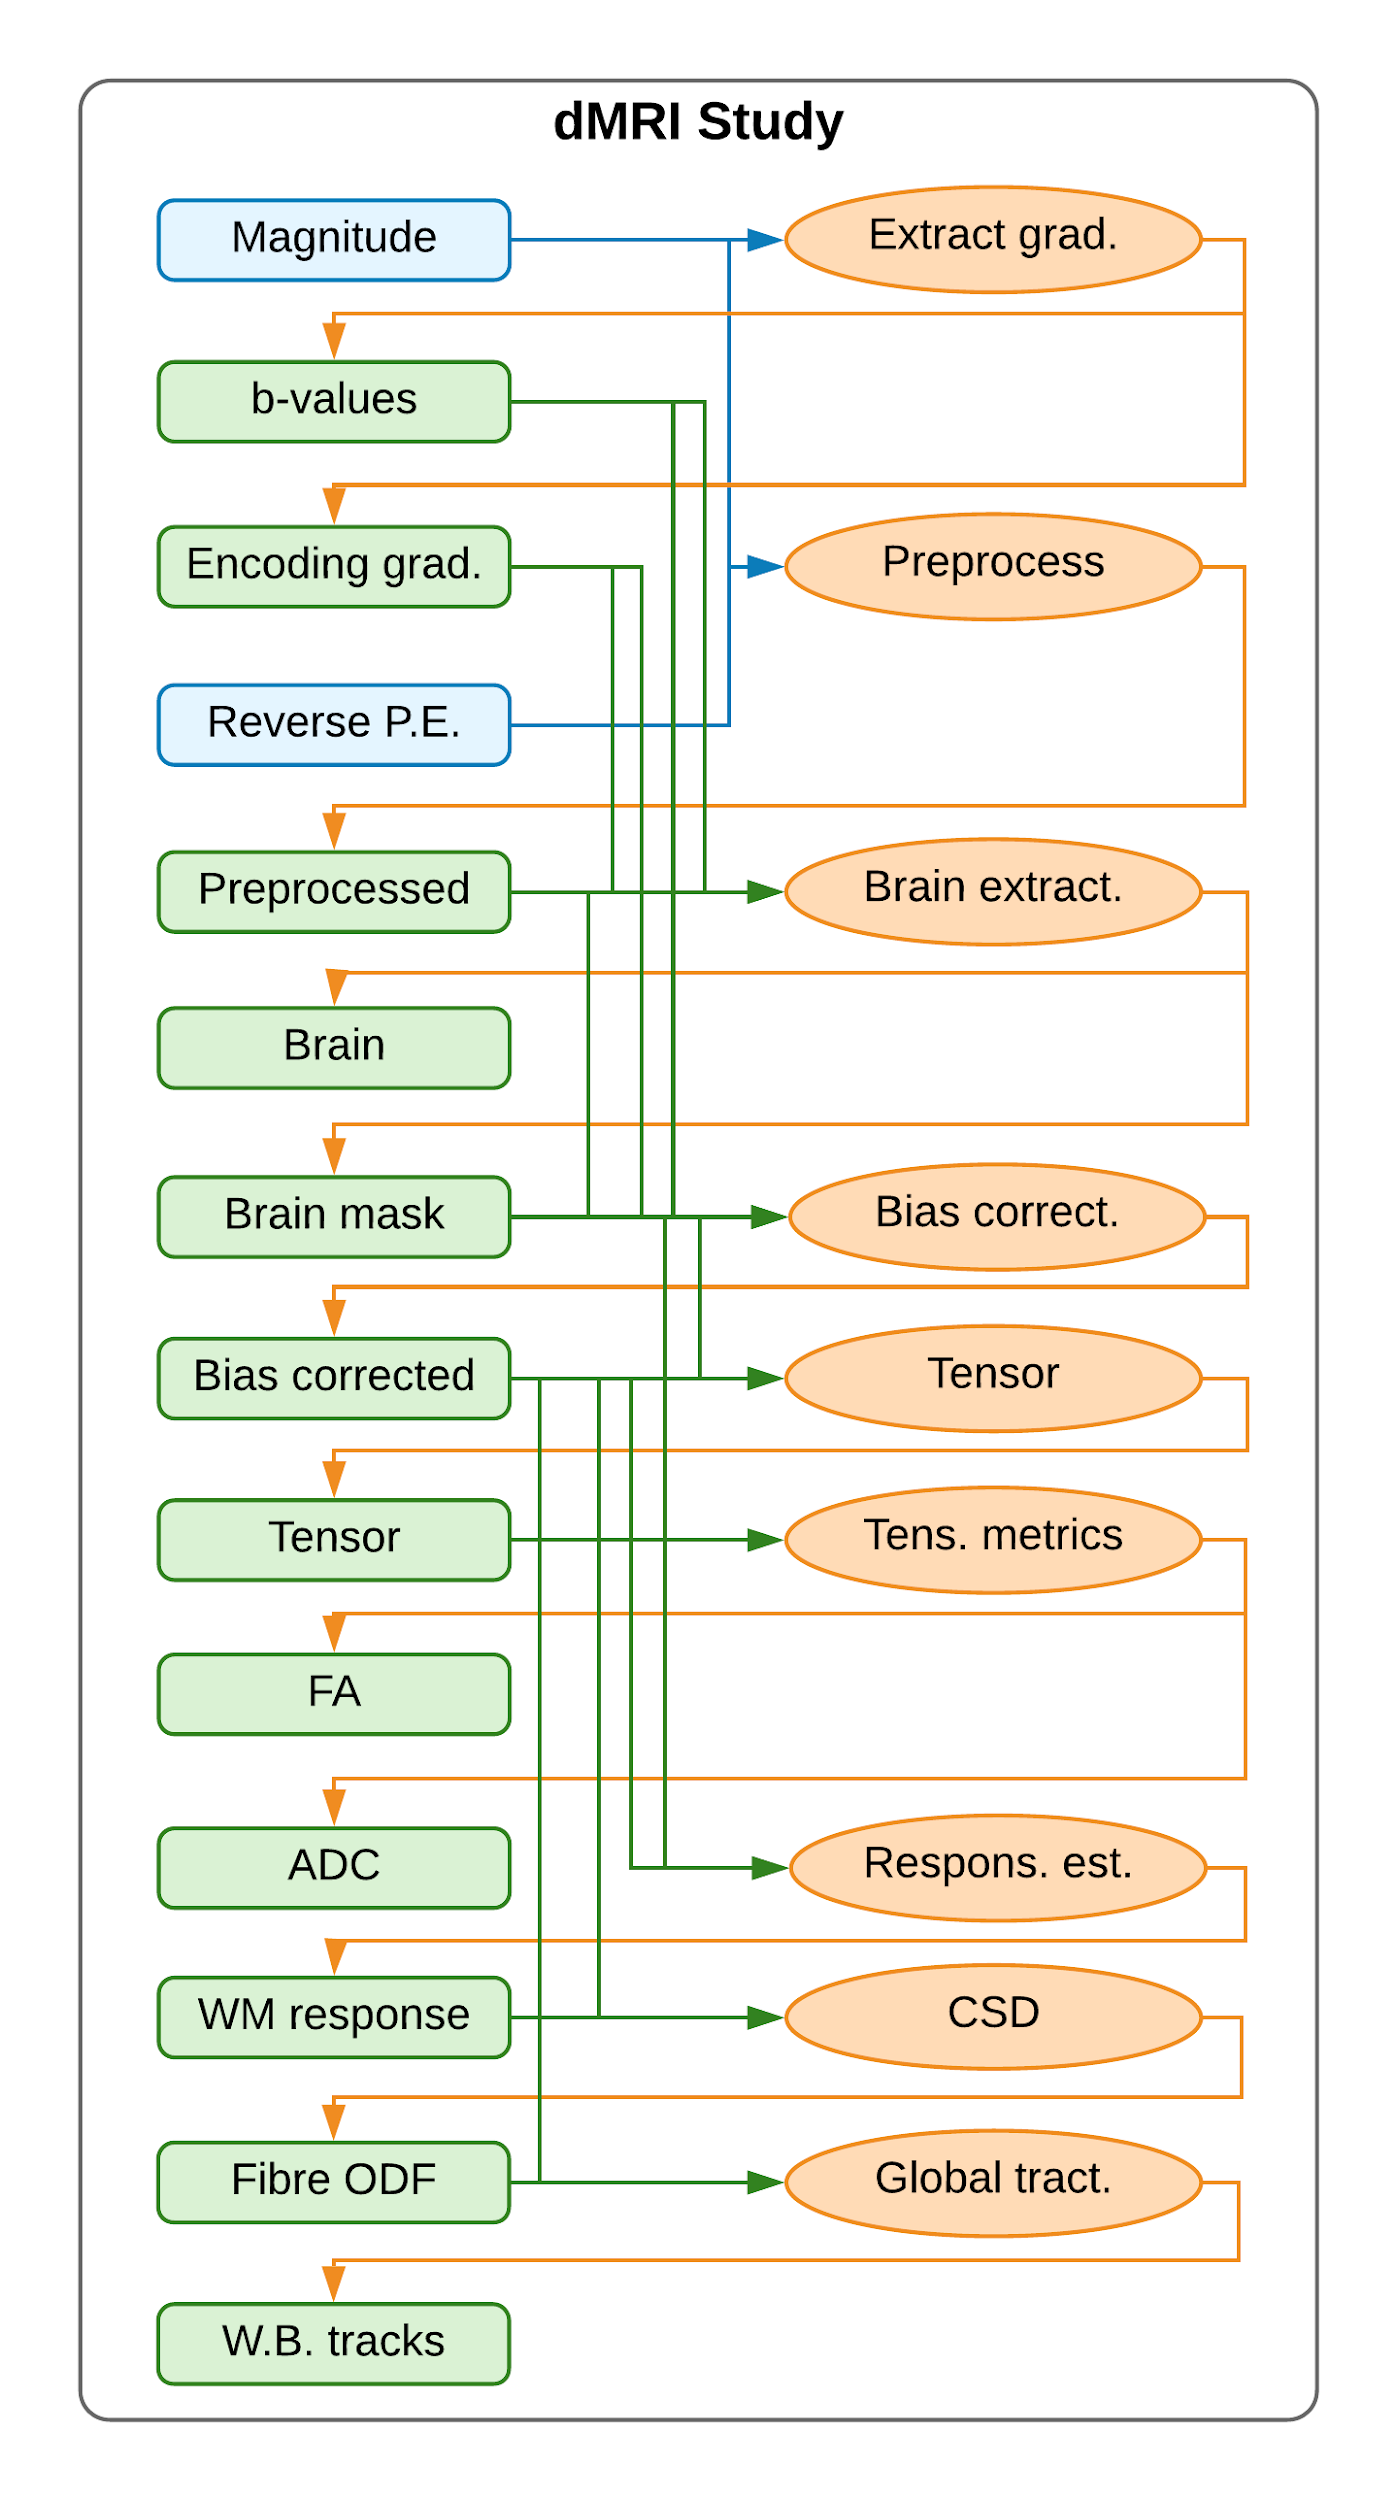 dMRI Study
Magnitude
Extract grad.
b-values
Encoding grad.
Preprocess
Reverse P.E.
Preprocessed
Brain extract.
Brain
Brain mask
Bias correct.
Bias corrected
Tensor
Tensor
Tens. metrics
FA
ADC
Respons. est.
WM response
CSD
Fibre ODF
Global tract.
W.B. tracks